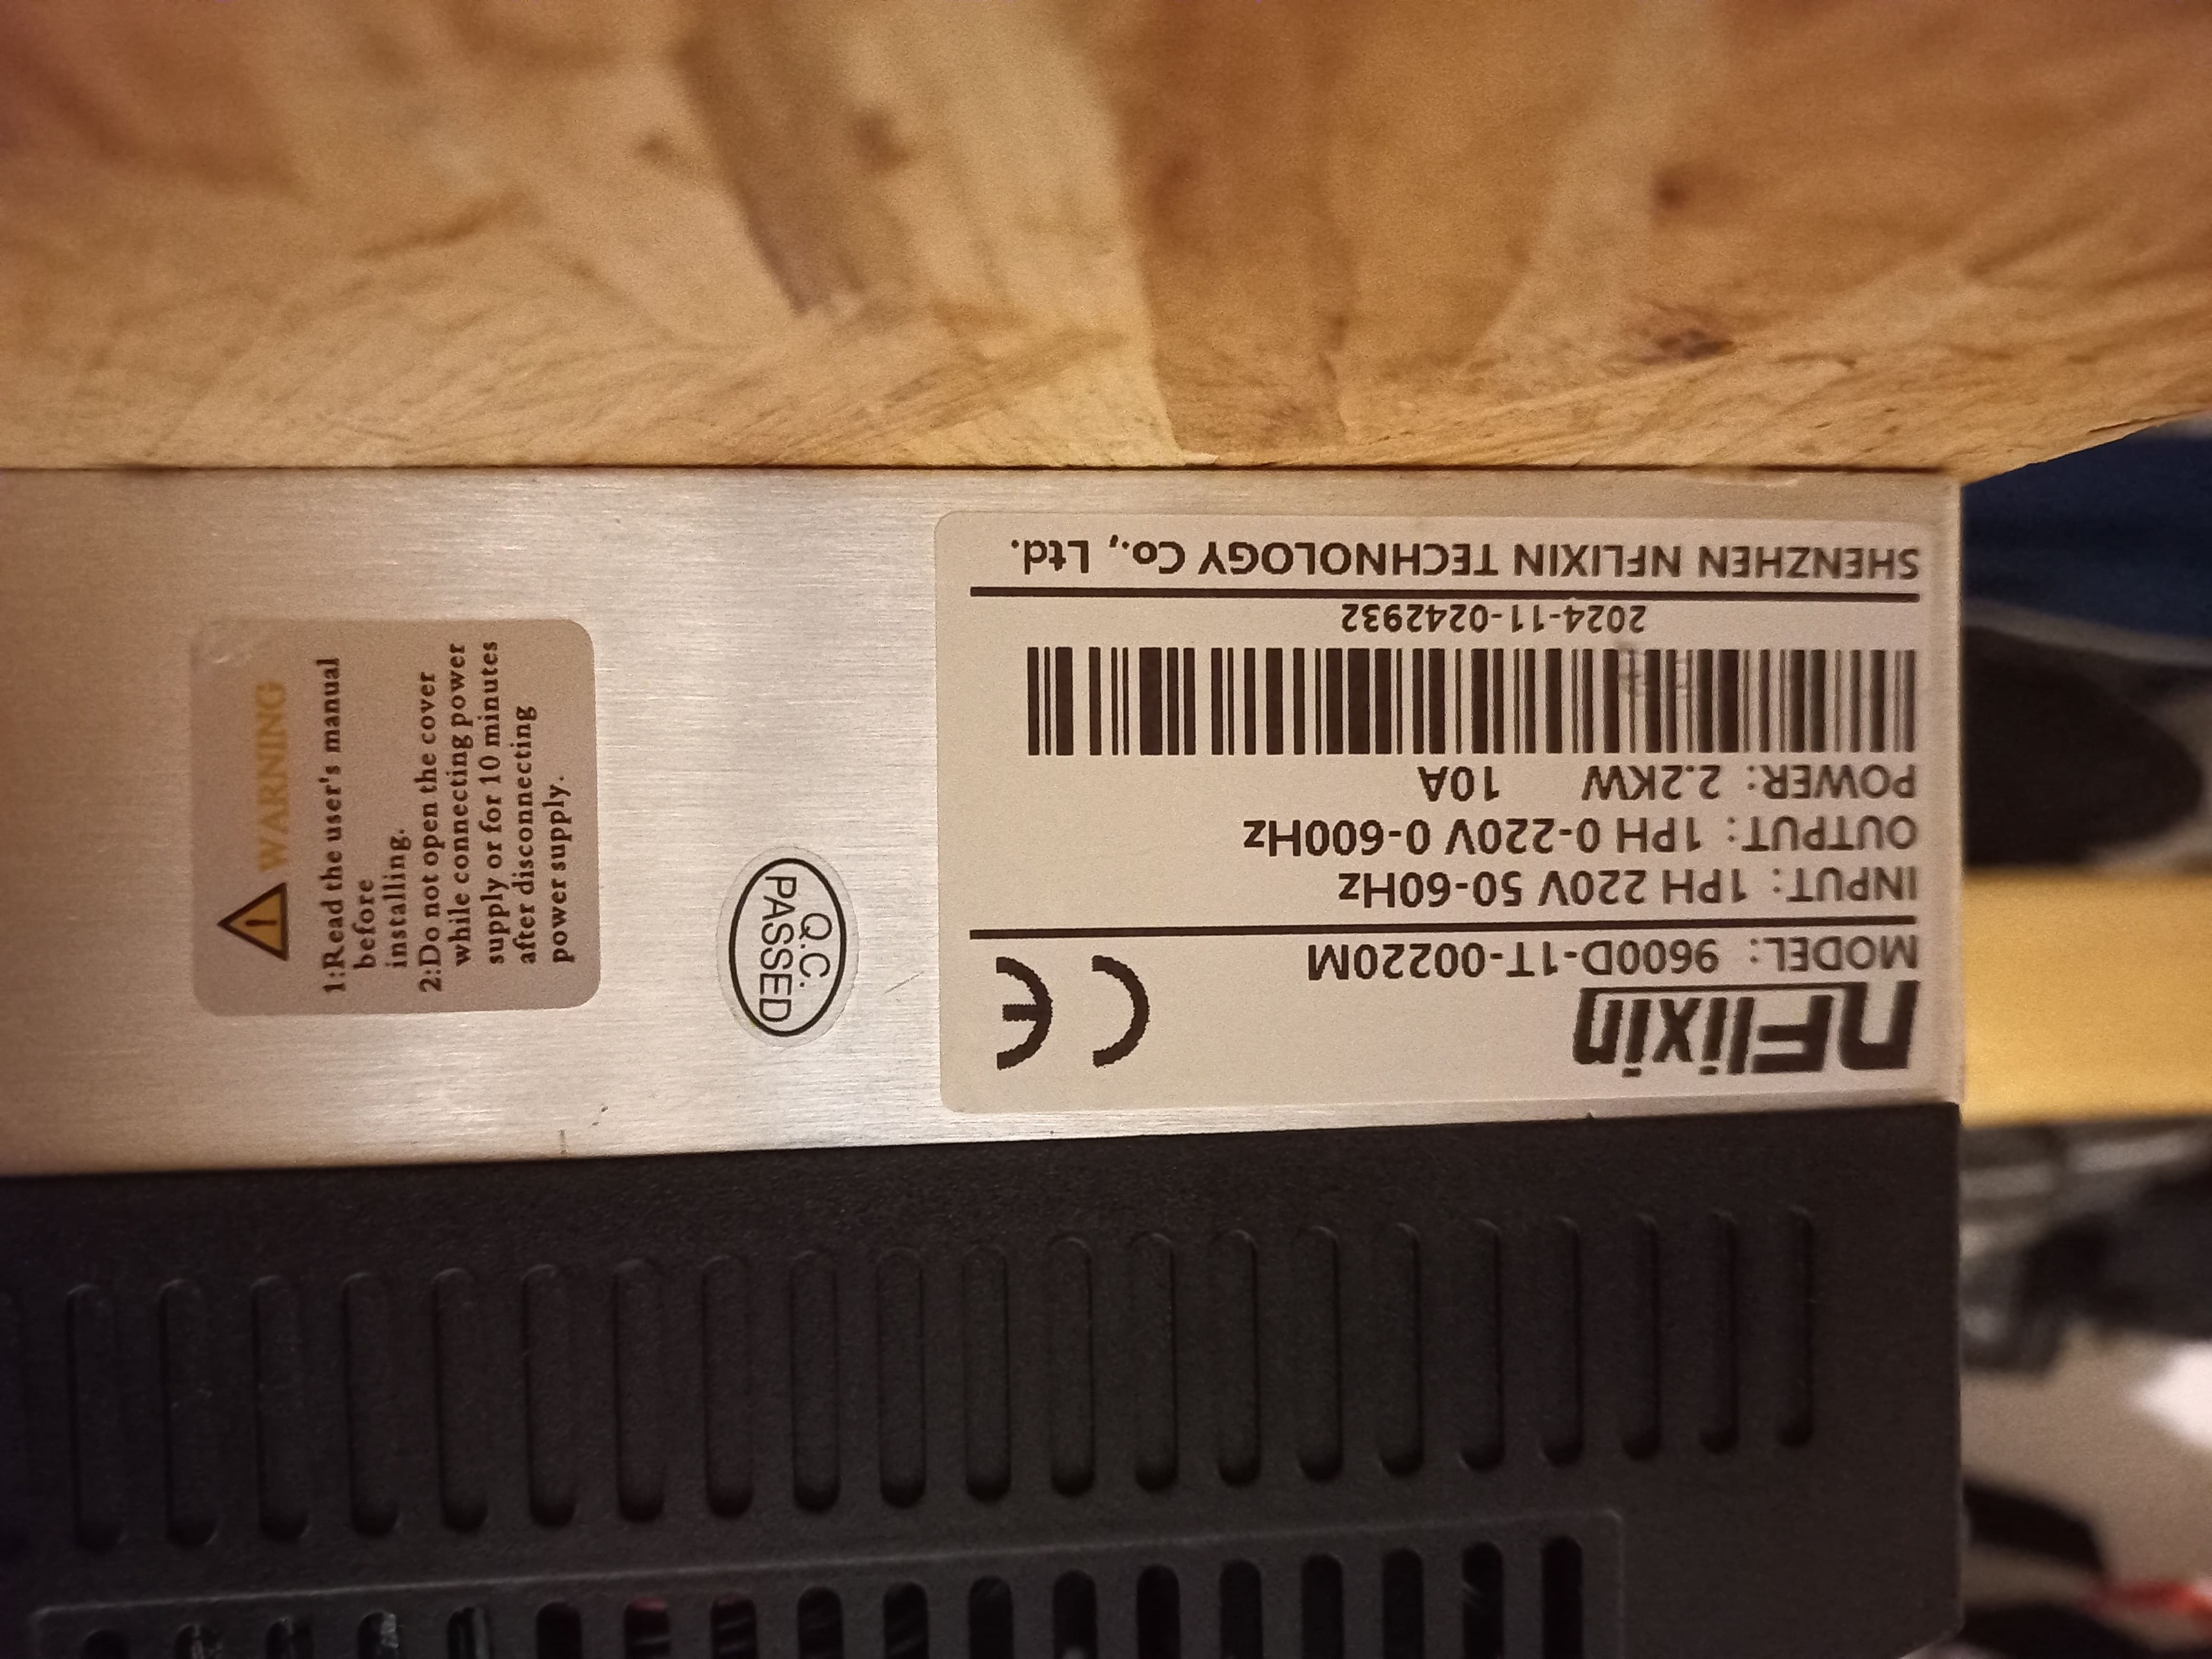 nFlixin
CE
MODEL: 9600D-1T-00220M
INPUT: 1PH 220V 50-60Hz
OUTPUT: 1PH 0-220V 0-600Hz
POWER: 2.2KW 10A
2024-11-0242932
SHENZHEN NFLIXIN TECHNOLOGY Co., Ltd.
Q.C.
PASSED
WARNING
1:Read the user's manual
before
installing.
2:Do not open the cover
while connecting power
supply or for 10 minutes
after disconnecting
power supply.